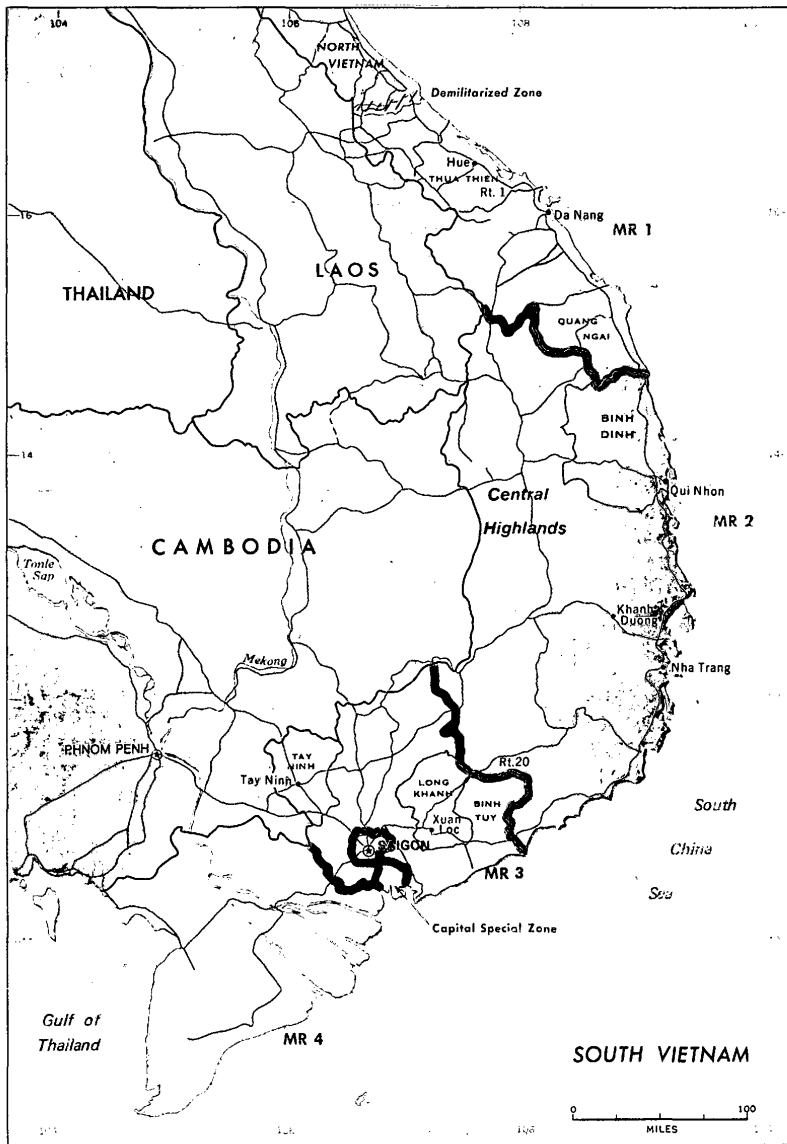 104
108
NORTH
VIETNAM
Demilitarized Zone
Hue
THUA THIEN
Rt. 1
Da Nang
16
MR 1
LAOS
THAILAND
QUANG
NGAI
BINH
DINH
14
Qui Nhon
Central
Highlands
MR 2
CAMBODIA
Tonle
Sap
Khanh
Duong
Nha Trang
Mekong
PHNOM PENH
TAY
NINH
Tay Ninh
Rt.20
LONG
KHANH
BINH
TUY
Xuan
Loc
SAIGON
South
China
Sea
MR 3
Capital Special Zone
Gulf of
Thailand
MR 4
SOUTH VIETNAM
0 100
MILES